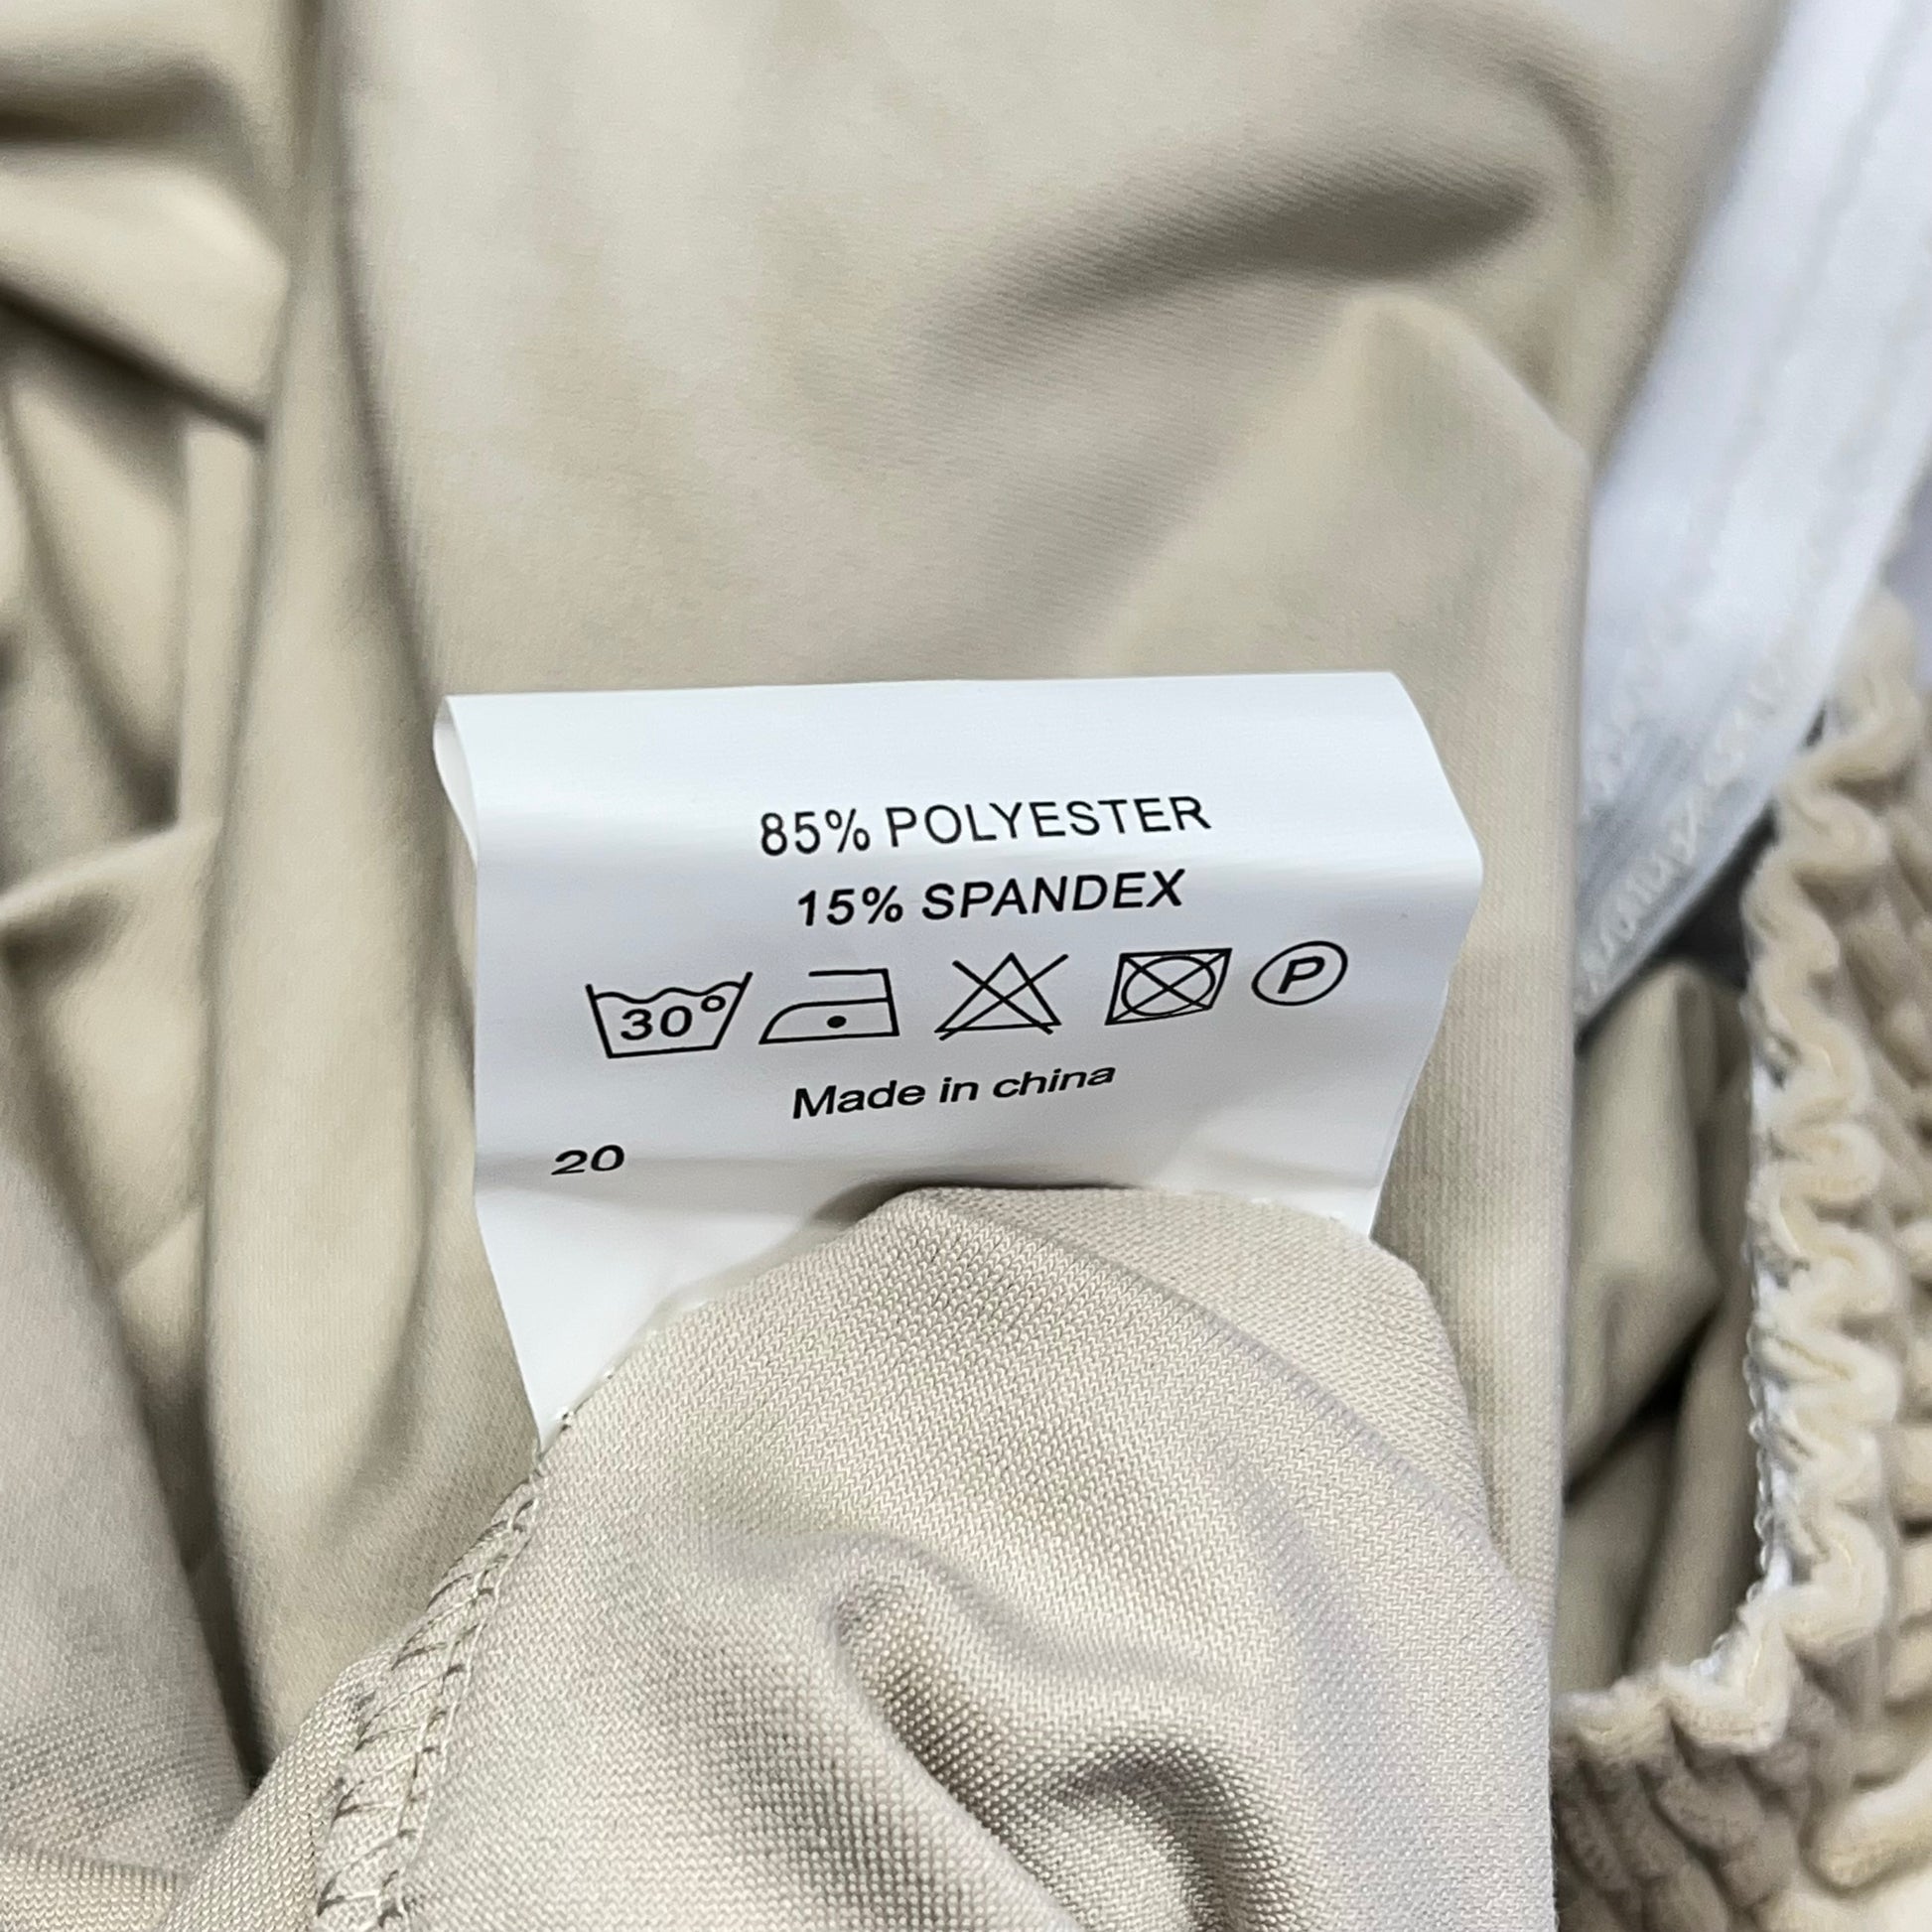 85% POLYESTER
15% SPANDEX
30° P
Made in china
20